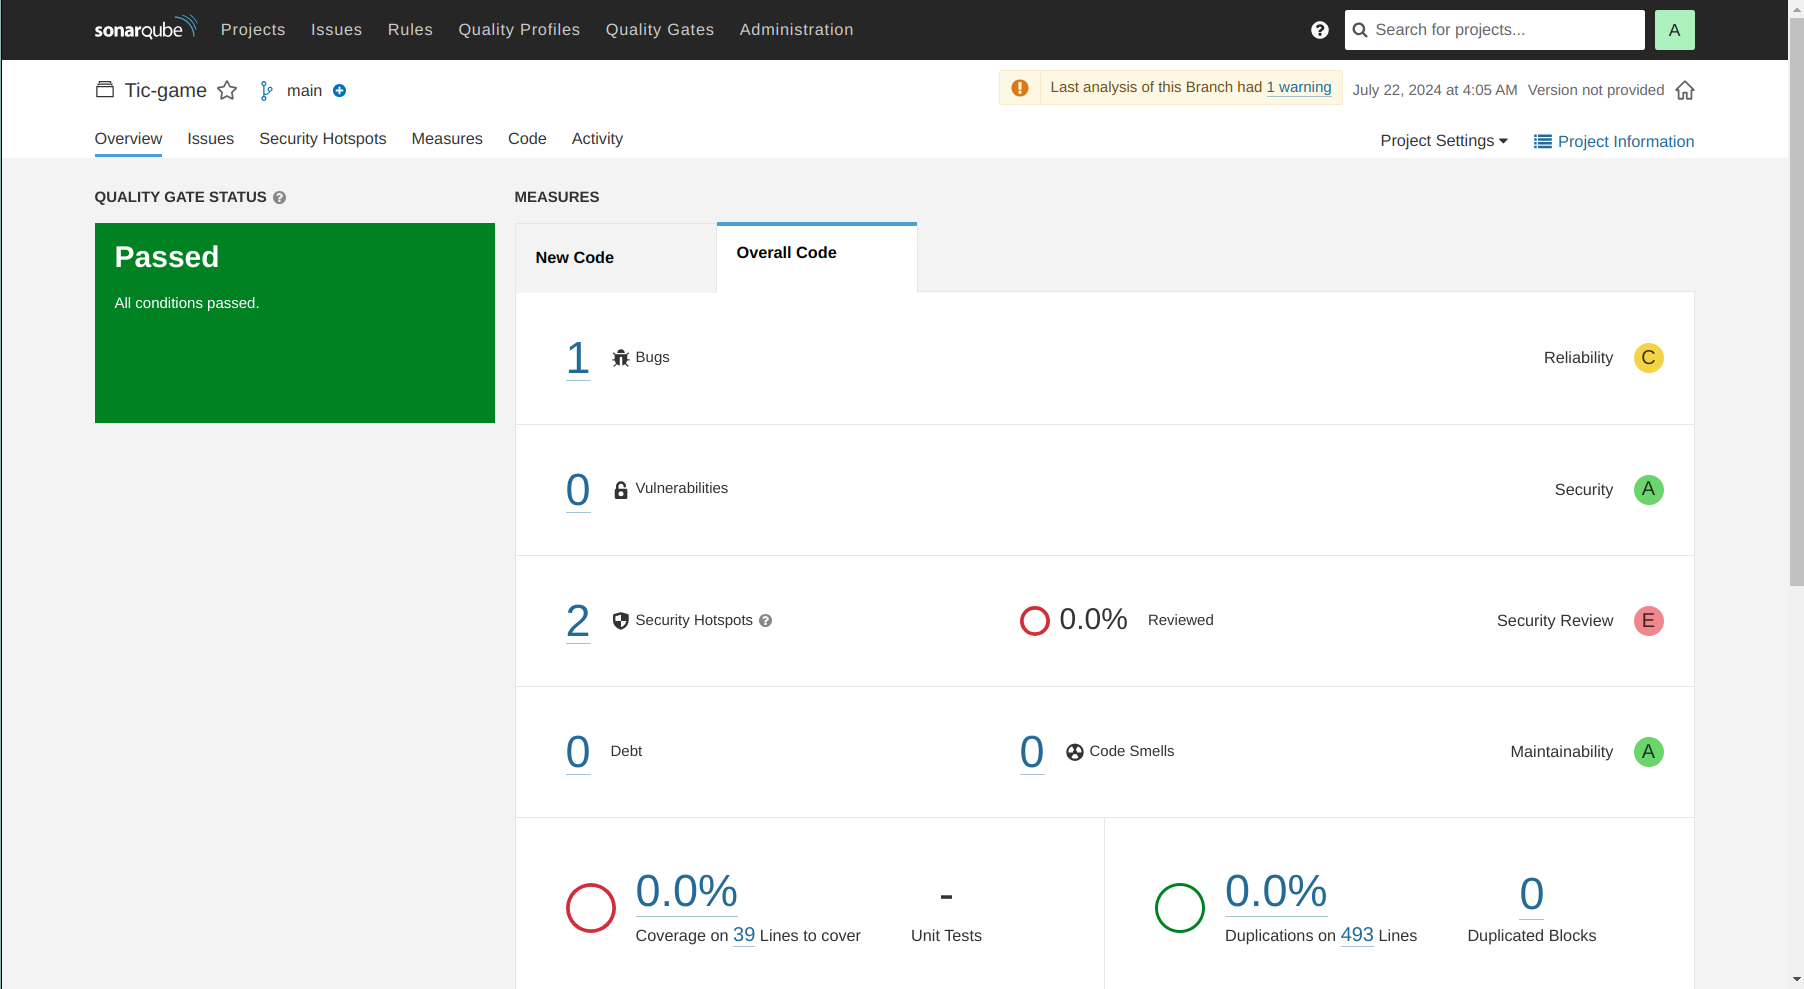 sonarqube Projects Issues Rules Quality Profiles Quality Gates Administration ? Search for projects... A
Tic-game main Last analysis of this Branch had 1 warning July 22, 2024 at 4:05 AM Version not provided
Overview Issues Security Hotspots Measures Code Activity Project Settings Project Information
QUALITY GATE STATUS ? MEASURES
Passed
All conditions passed.
New Code Overall Code
1 Bugs Reliability C
0 Vulnerabilities Security A
2 Security Hotspots ? 0.0% Reviewed Security Review E
0 Debt 0 Code Smells Maintainability A
0.0% - 0.0% 0
Coverage on 39 Lines to cover Unit Tests Duplications on 493 Lines Duplicated Blocks